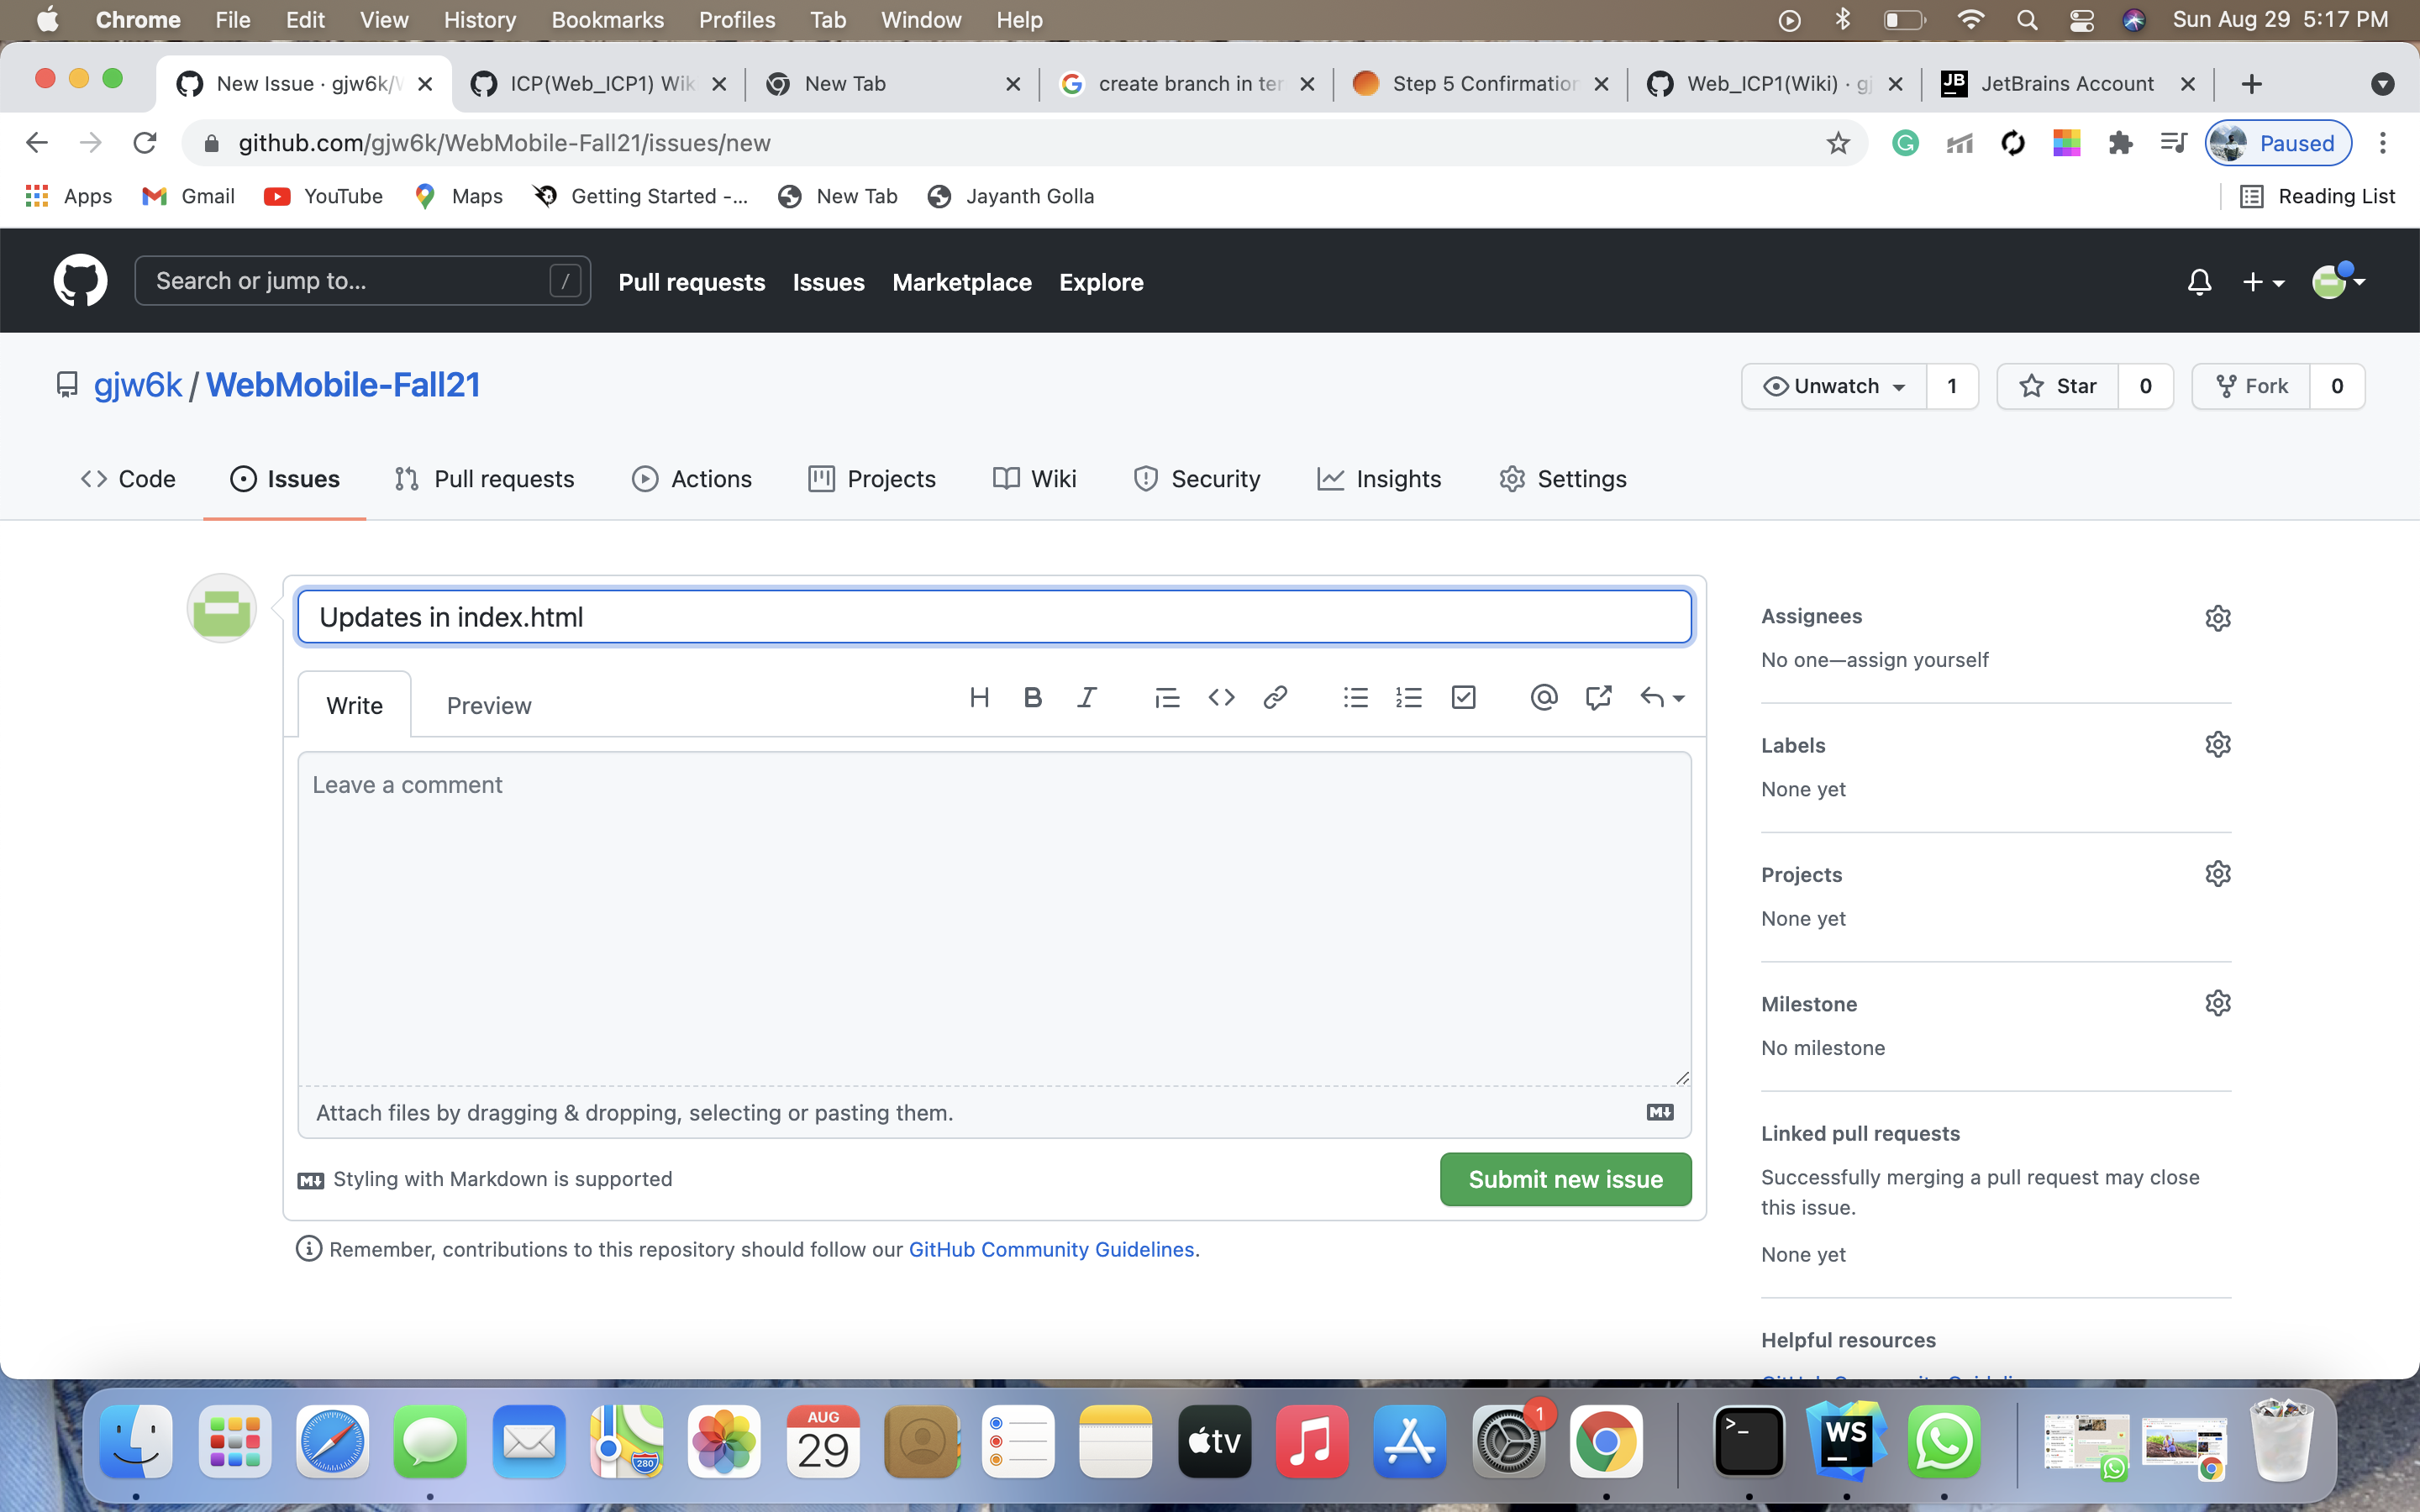 Chrome File Edit View History Bookmarks Profiles Tab Window Help Sun Aug 29 5:17 PM
New Issue · gjw6k/ ICP(Web_ICP1) Wik New Tab create branch in ter Step 5 Confirmation Web_ICP1(Wiki) · JB JetBrains Account
github.com/gjw6k/WebMobile-Fall21/issues/new Paused
Apps Gmail YouTube Maps Getting Started -... New Tab Jayanth Golla Reading List
Search or jump to... / Pull requests Issues Marketplace Explore
gjw6k / WebMobile-Fall21 Unwatch 1 Star 0 Fork 0
Code Issues Pull requests Actions Projects Wiki Security Insights Settings
Updates in index.html
Write Preview
Leave a comment
Attach files by dragging & dropping, selecting or pasting them.
Styling with Markdown is supported
Submit new issue
Remember, contributions to this repository should follow our GitHub Community Guidelines.
Assignees
No one—assign yourself
Labels
None yet
Projects
None yet
Milestone
No milestone
Linked pull requests
Successfully merging a pull request may close
this issue.
None yet
Helpful resources
AUG
29
280
tv
1
>_
WS